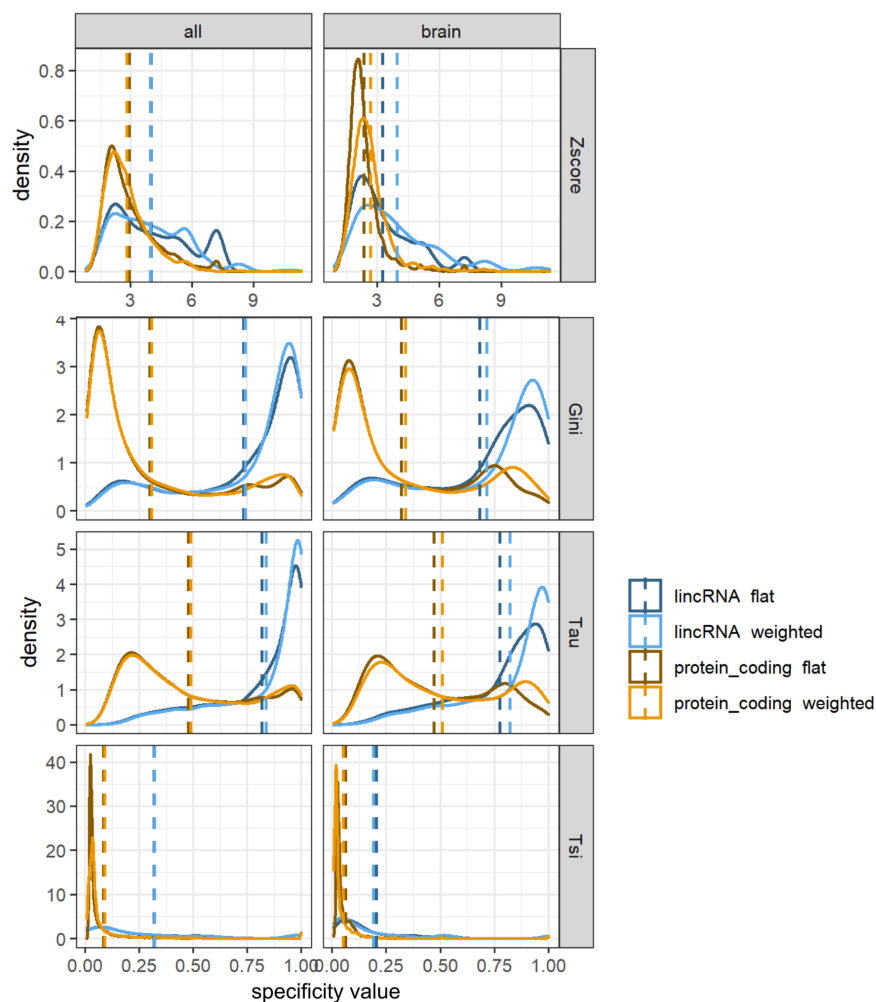 all brain
density
0.8
0.6
0.4
0.2
0.0
Zscore
3 6 9 3 6 9
4
3
2
1
0
Gini
density
5
4
3
2
1
0
Tau
40
30
20
10
0
Tsi
0.00 0.25 0.50 0.75 1.00 0.00 0.25 0.50 0.75 1.00
specificity value
lincRNA flat
lincRNA weighted
protein_coding flat
protein_coding weighted